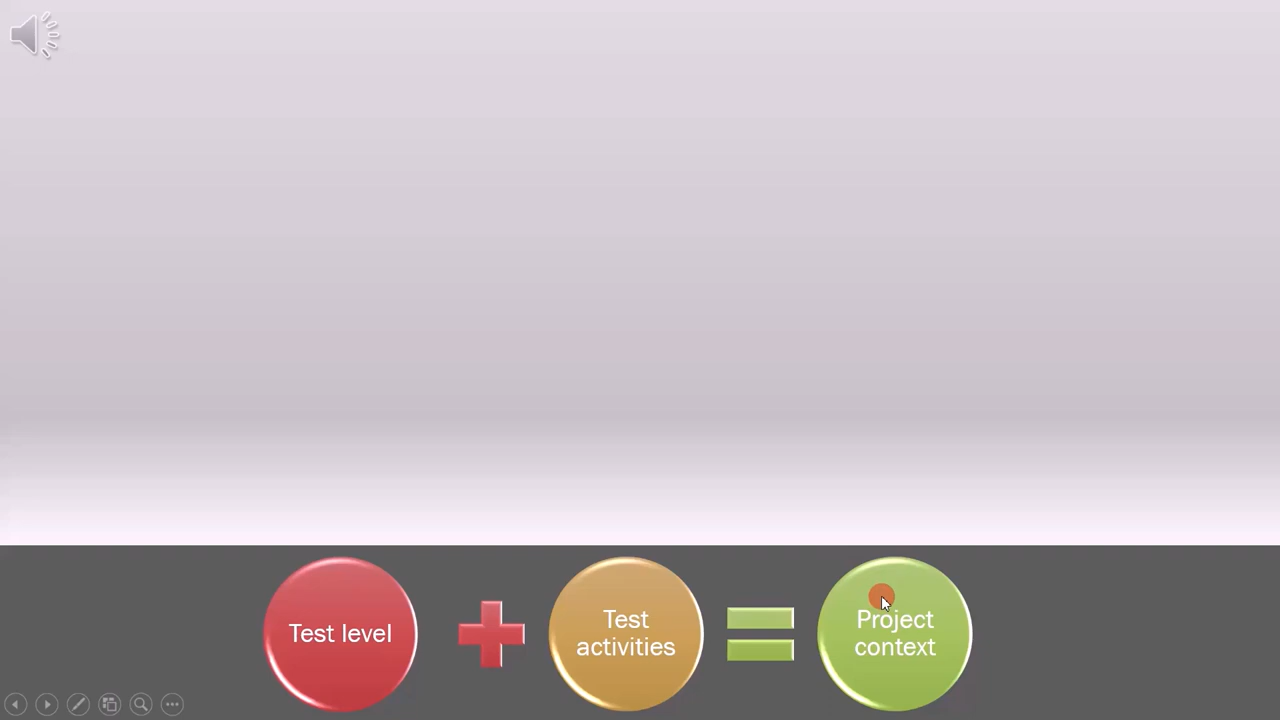 Test level
Test
activities
Project
context